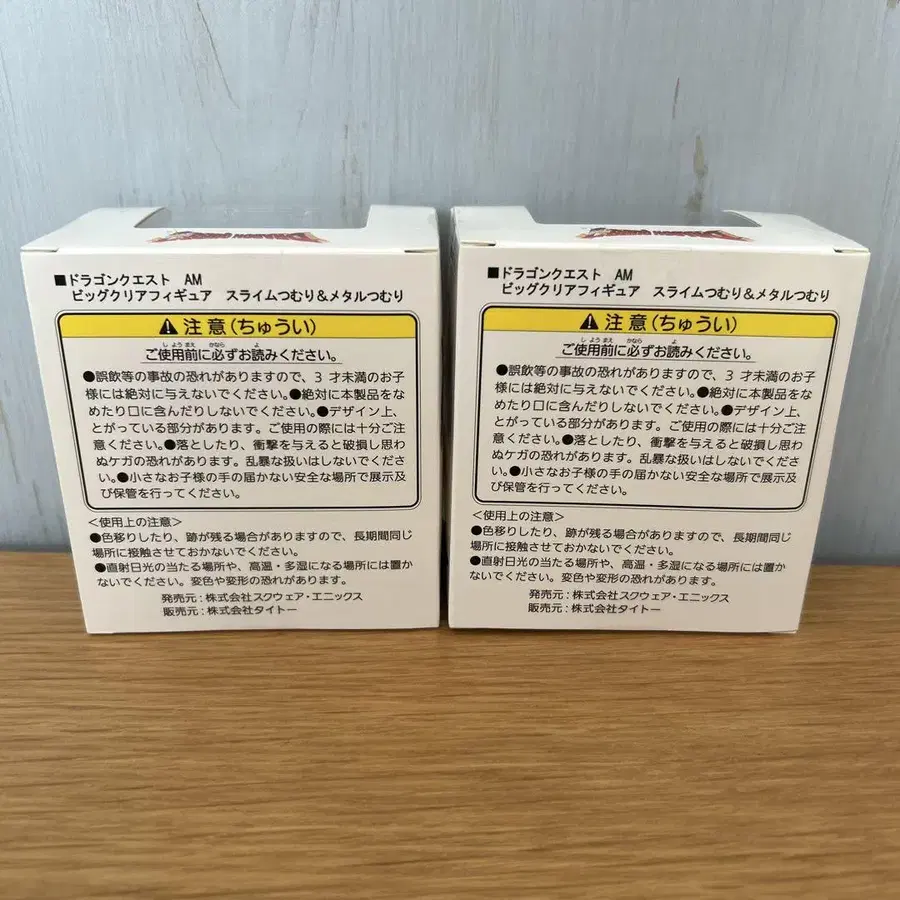 DRAGON QUEST
■ドラゴンクエスト AM
ビッグクリアフィギュア スライムつむり&メタルつむり
⚠注意(ちゅうい)
しようまえ かなら よ
ご使用前に必ずお読みください。
●誤飲等の事故の恐れがありますので、3才未満のお子
様には絶対に与えないでください。●絶対に本製品をな
めたり口に含んだりしないでください。●デザイン上、
とがっている部分があります。ご使用の際には十分ご注
意ください。●落としたり、衝撃を与えると破損し思わ
ぬケガの恐れがあります。乱暴な扱いはしないでくださ
い。●小さなお子様の手の届かない安全な場所で展示及
び保管を行ってください。
<使用上の注意>
●色移りしたり、跡が残る場合がありますので、長期間同じ
場所に接触させておかないでください。
●直射日光の当たる場所や、高温・多湿になる場所には置か
ないでください。変色や変形の恐れがあります。
発売元:株式会社スクウェア・エニックス
販売元:株式会社タイトー
DRAGON QUEST
■ドラゴンクエスト AM
ビッグクリアフィギュア スライムつむり&メタルつむり
⚠注意(ちゅうい)
しようまえ かなら よ
ご使用前に必ずお読みください。
●誤飲等の事故の恐れがありますので、3才未満のお子
様には絶対に与えないでください。●絶対に本製品をな
めたり口に含んだりしないでください。●デザイン上、
とがっている部分があります。ご使用の際には十分ご注
意ください。●落としたり、衝撃を与えると破損し思わ
ぬケガの恐れがあります。乱暴な扱いはしないでくださ
い。●小さなお子様の手の届かない安全な場所で展示及
び保管を行ってください。
<使用上の注意>
●色移りしたり、跡が残る場合がありますので、長期間同じ
場所に接触させておかないでください。
●直射日光の当たる場所や、高温・多湿になる場所には置か
ないでください。変色や変形の恐れがあります。
発売元:株式会社スクウェア・エニックス
販売元:株式会社タイトー